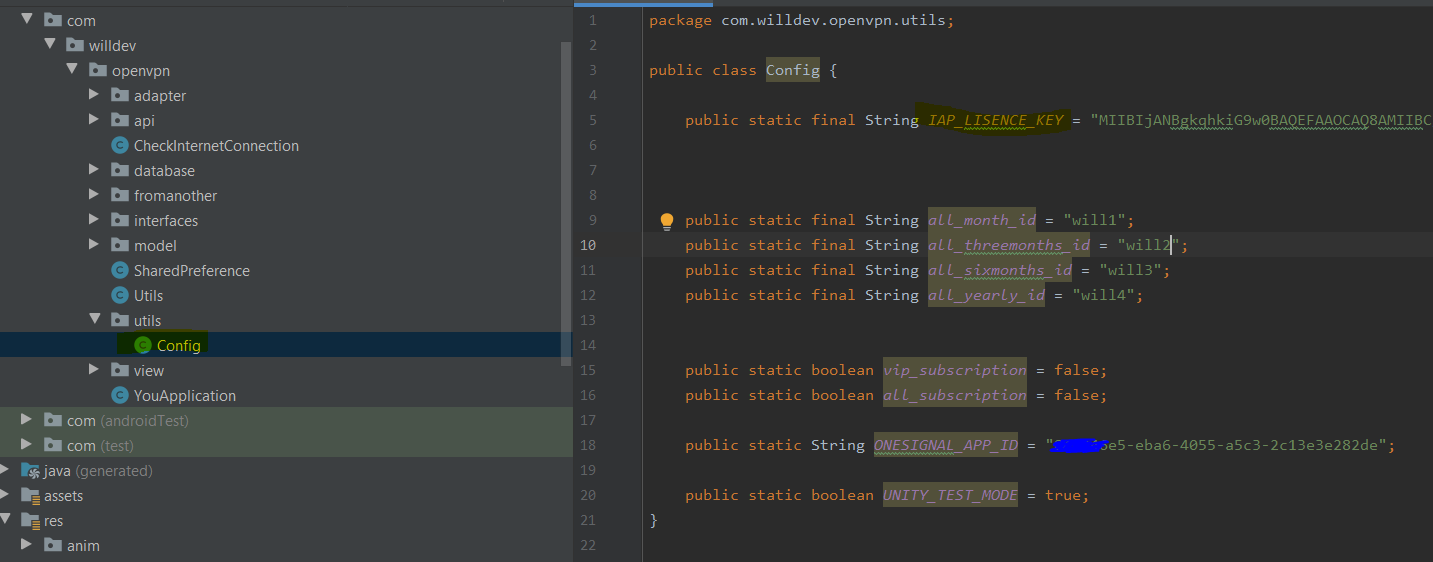 com
willdev
openvpn
adapter
api
CheckInternetConnection
database
fromanother
interfaces
model
SharedPreference
Utils
utils
Config
view
YouApplication
com (androidTest)
com (test)
java (generated)
assets
res
anim
1 package com.willdev.openvpn.utils;
2
3 public class Config {
4
5 public static final String IAP_LISENCE_KEY = "MIIBIjANBgkqhkiG9w0BAQEFAAOCAQ8AMIIBC
6
7
8
9 public static final String all_month_id = "will1";
10 public static final String all_threemonths_id = "will2";
11 public static final String all_sixmonths_id = "will3";
12 public static final String all_yearly_id = "will4";
13
14
15 public static boolean vip_subscription = false;
16 public static boolean all_subscription = false;
17
18 public static String ONESIGNAL_APP_ID = "e5-eba6-4055-a5c3-2c13e3e282de";
19
20 public static boolean UNITY_TEST_MODE = true;
21 }
22